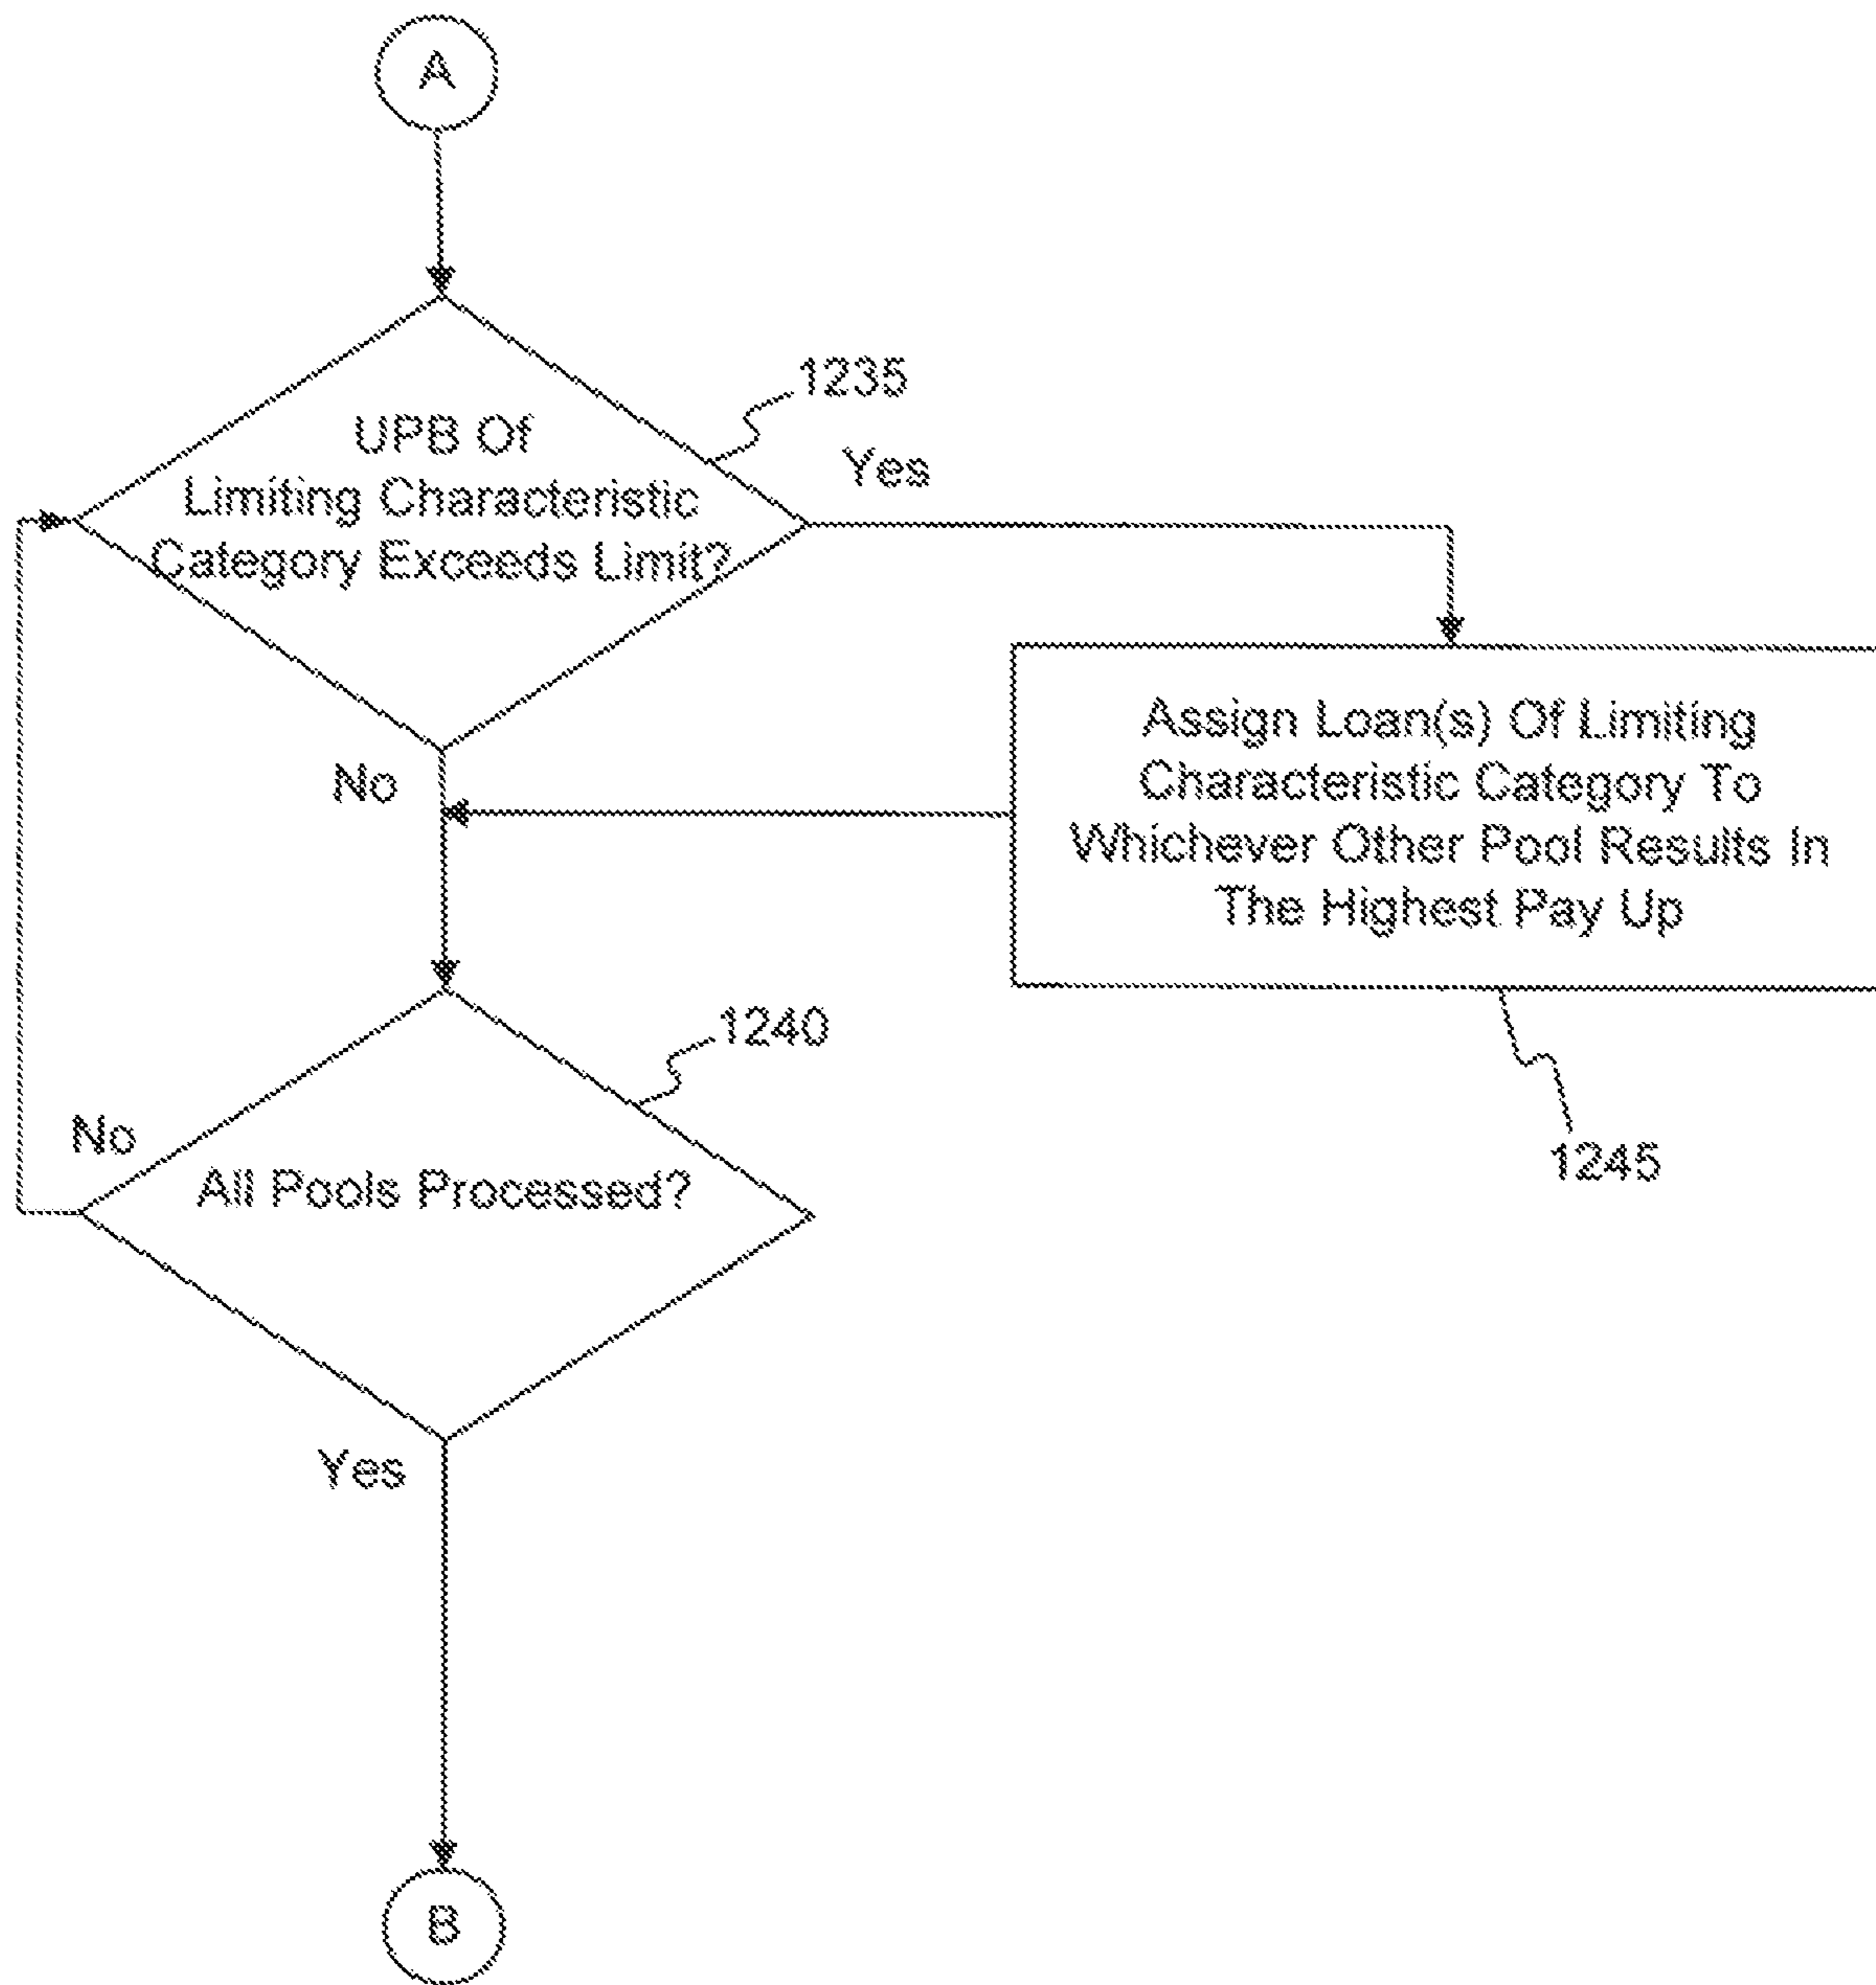 A
1235
UPB Of
Limiting Characteristic
Category Exceeds Limit?
Yes
Assign Loan(s) Of Limiting
Characteristic Category To
Whichever Other Pool Results In
The Highest Pay Up
No
1240
No
All Pools Processed?
1245
Yes
B